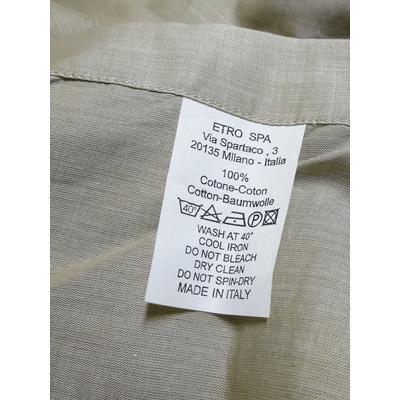 ETRO SPA
Via Spartaco , 3
20135 Milano - Italia
100%
Cotone-Coton
Cotton-Baumwolle
40°
WASH AT 40°
COOL IRON
DO NOT BLEACH
DRY CLEAN
DO NOT SPIN-DRY
MADE IN ITALY